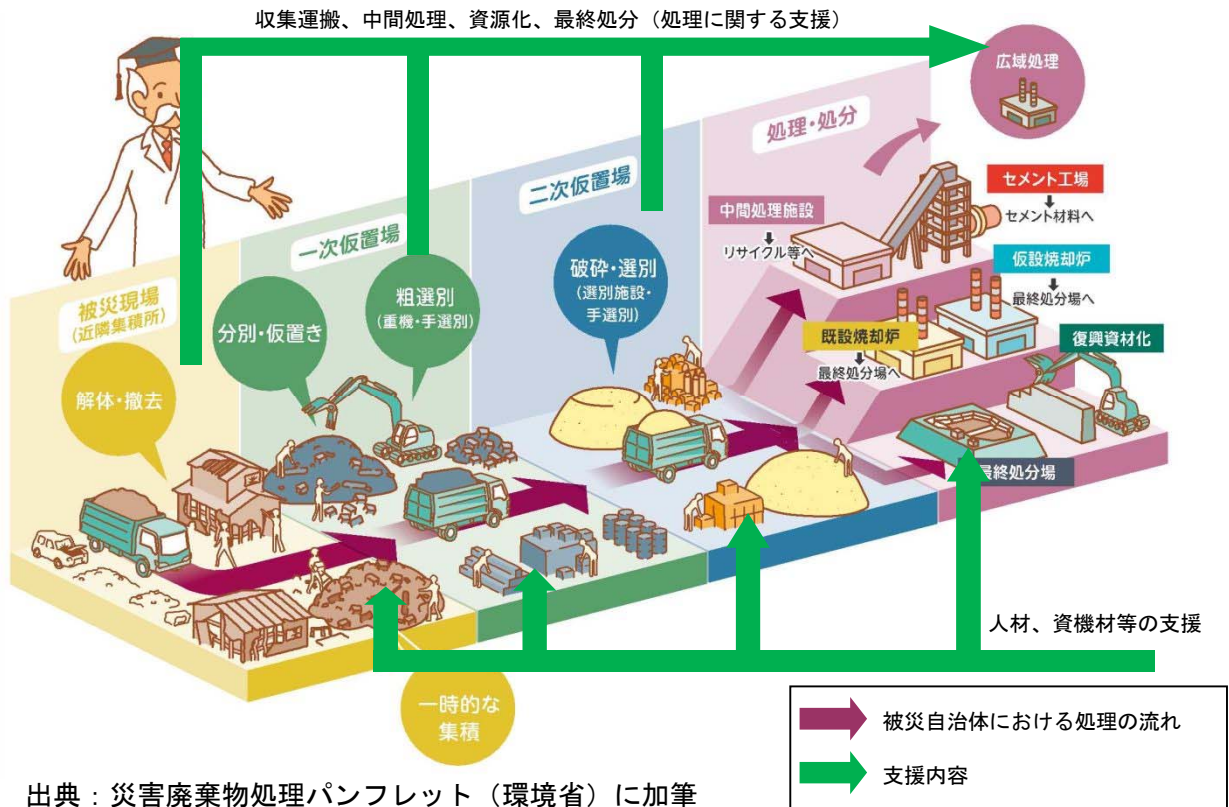 収集運搬、中間処理、資源化、最終処分（処理に関する支援）
広域処理
処理・処分
セメント工場
セメント材料へ
中間処理施設
リサイクル等へ
仮設焼却炉
最終処分場へ
既設焼却炉
最終処分場へ
復興資材化
最終処分場
二次仮置場
破砕・選別
(選別施設・
手選別)
一次仮置場
粗選別
(重機・手選別)
分別・仮置き
被災現場
(近隣集積所)
解体・撤去
一時的な
集積
人材、資機材等の支援
被災自治体における処理の流れ
支援内容
出典：災害廃棄物処理パンフレット（環境省）に加筆